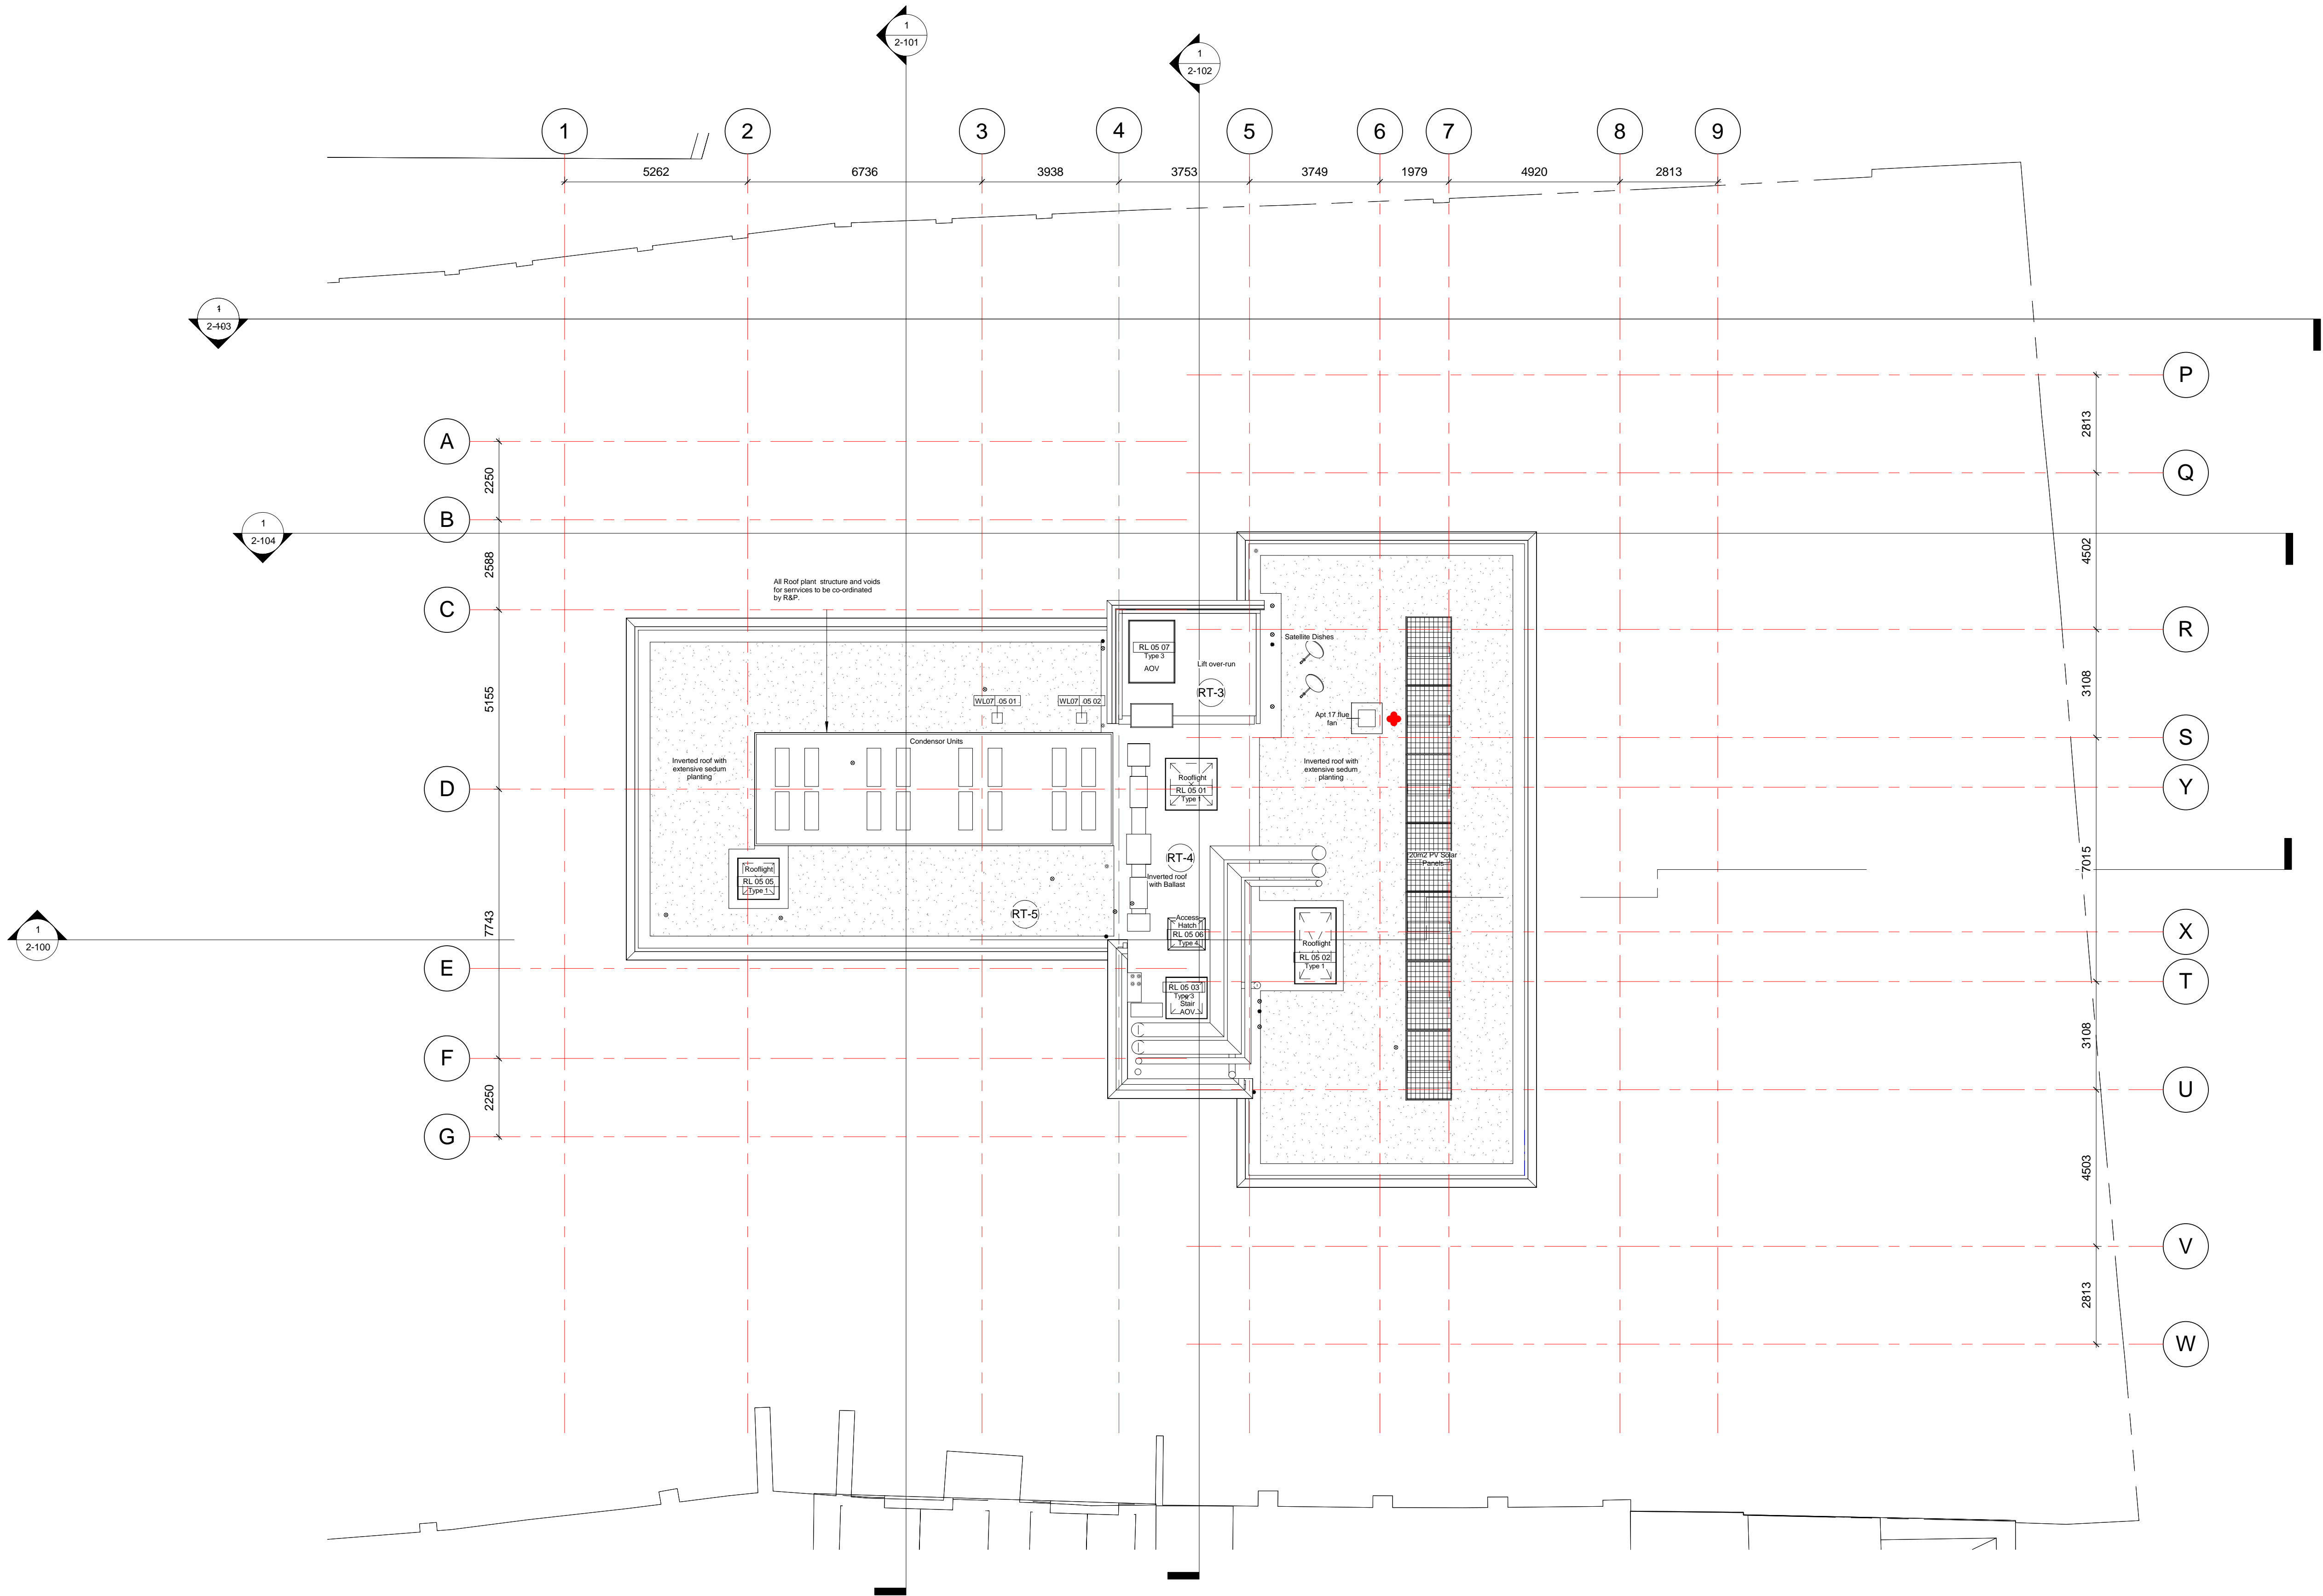 1
2-101
1
2-102
1
2
3
4
5
6
7
8
9
5262
6736
3938
3753
3749
1979
4920
2813
1
2-103
P
2813
A
Q
2250
B
1
2-104
4502
2588
All Roof plant structure and voids
for serrvices to be co-ordinated
by R&P.
C
R
RL 05 07
Type 3
AOV
Lift over-run
RT-3
Satellite Dishes
3108
5155
WL07 05 01
WL07 05 02
Apt 17 flue
fan
S
Condensor Units
Inverted roof with
extensive sedum
planting
Inverted roof with
extensive sedum
planting
Rooflight
RL 05 01
Type 1
D
Y
RT-4
Inverted roof
with Ballast
20m2 PV Solar
Panels
7015
Rooflight
RL 05 05
Type 1
RT-5
7743
1
2-100
Access
Hatch
RL 05 06
Type 4
Rooflight
RL 05 02
Type 1
X
E
T
RL 05 03
Type 3
Stair
AOV
3108
F
U
2250
G
4503
V
2813
W